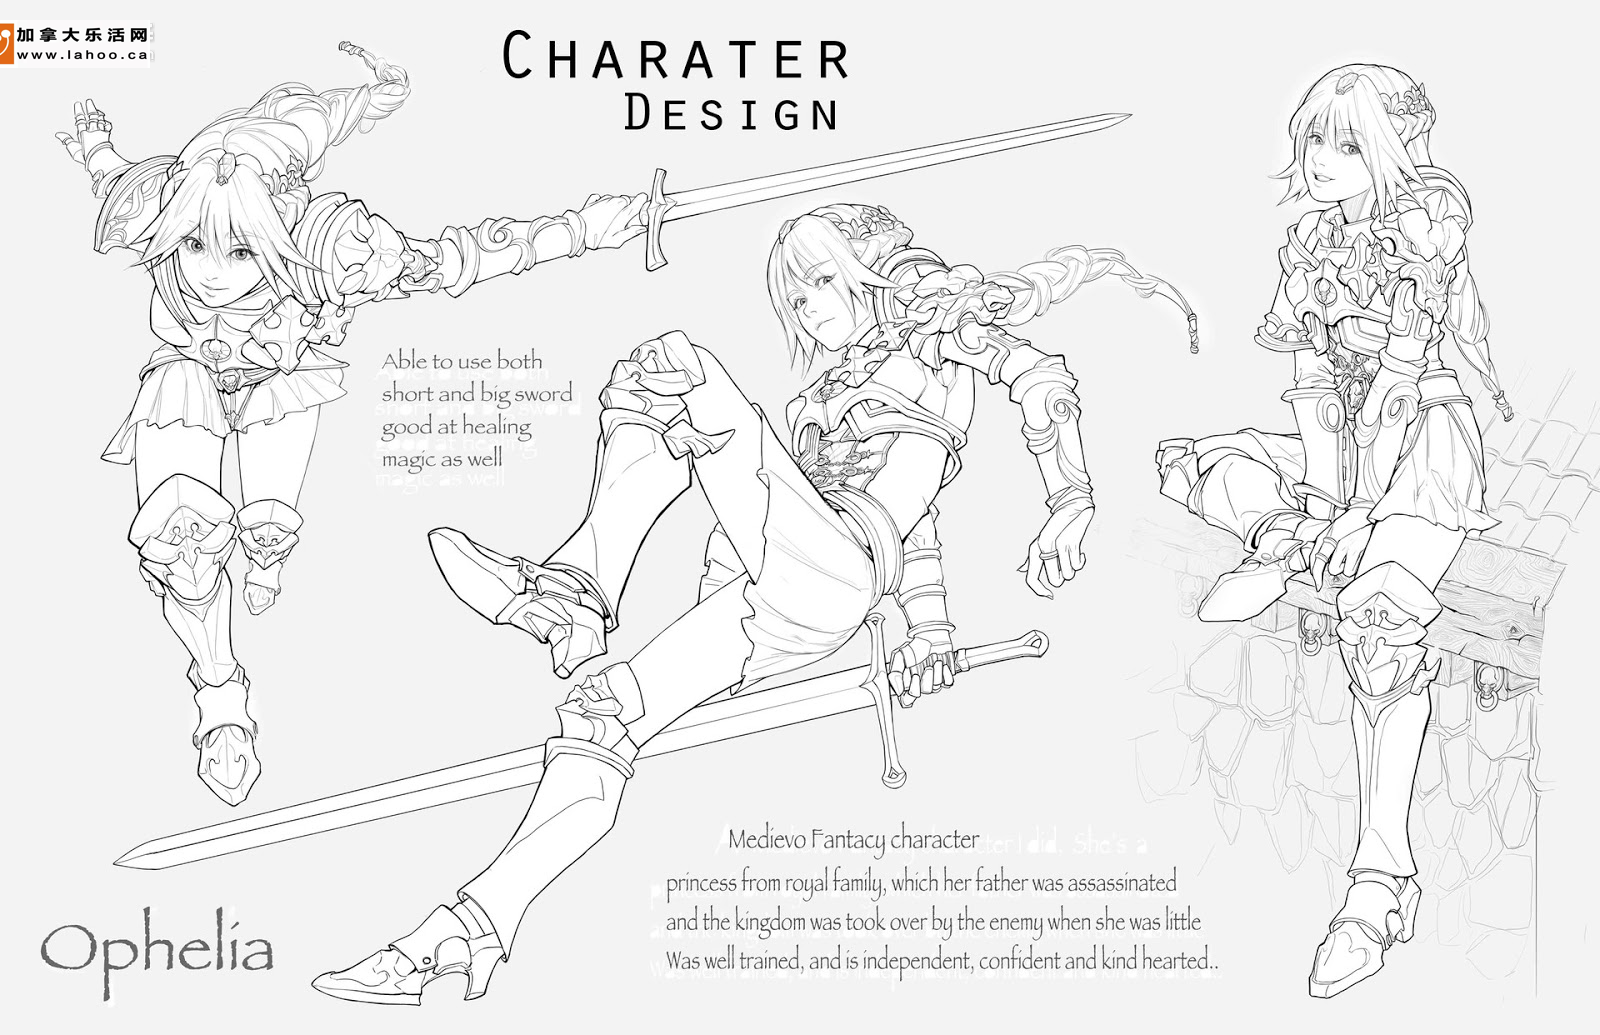 加拿大乐活网
www.lahoo.ca
CHARATER
DESIGN
Able to use both
short and big sword
good at healing
magic as well
Medievo Fantacy character
princess from royal family, which her father was assassinated
and the kingdom was took over by the enemy when she was little
Was well trained, and is independent, confident and kind hearted..
Ophelia